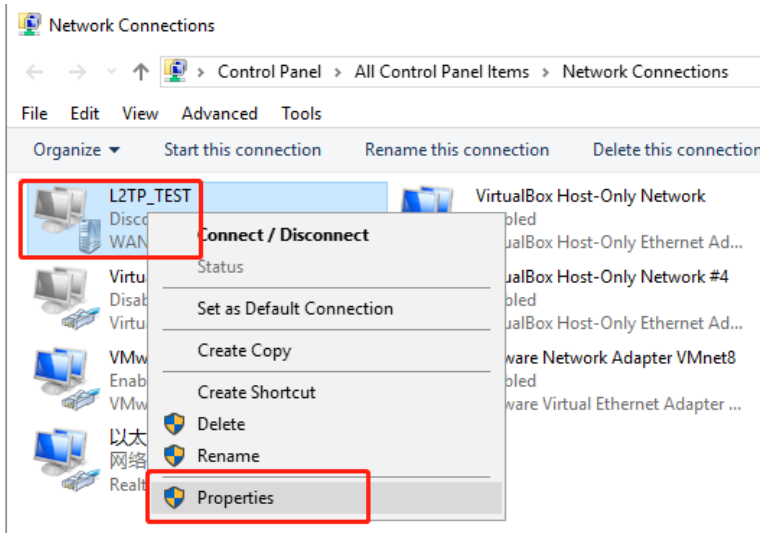 Network Connections
Control Panel > All Control Panel Items > Network Connections
File Edit View Advanced Tools
Organize Start this connection Rename this connection Delete this connection
L2TP_TEST
Disco
WAN
Connect / Disconnect
Status
Set as Default Connection
Create Copy
Create Shortcut
Delete
Rename
Properties
Virtu
Disab
Virtu
VMw
Enab
VMw
以太
网络
Realt
VirtualBox Host-Only Network
bled
ualBox Host-Only Ethernet Ad...
ualBox Host-Only Network #4
bled
ualBox Host-Only Ethernet Ad...
ware Network Adapter VMnet8
bled
ware Virtual Ethernet Adapter ...